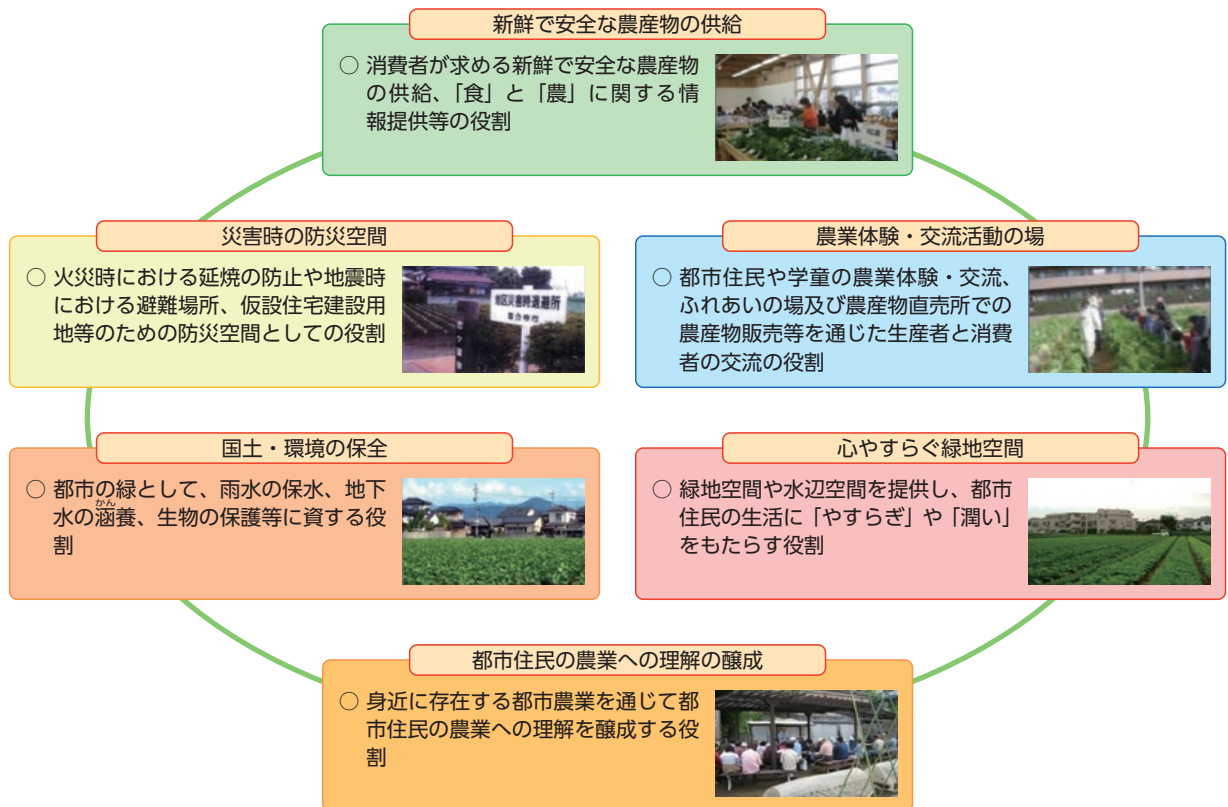 新鮮で安全な農産物の供給
○ 消費者が求める新鮮で安全な農産物
の供給、「食」と「農」に関する情
報提供等の役割
災害時の防災空間
○ 火災時における延焼の防止や地震時
における避難場所、仮設住宅建設用
地等のための防災空間としての役割
地区災害時退避所
国分寺市
農業体験・交流活動の場
○ 都市住民や学童の農業体験・交流、
ふれあいの場及び農産物直売所での
農産物販売等を通じた生産者と消費
者の交流の役割
国土・環境の保全
○ 都市の緑として、雨水の保水、地下
水の涵養、生物の保護等に資する役
かん
割
心やすらぐ緑地空間
○ 緑地空間や水辺空間を提供し、都市
住民の生活に「やすらぎ」や「潤い」
をもたらす役割
都市住民の農業への理解の醸成
○ 身近に存在する都市農業を通じて都
市住民の農業への理解を醸成する役
割